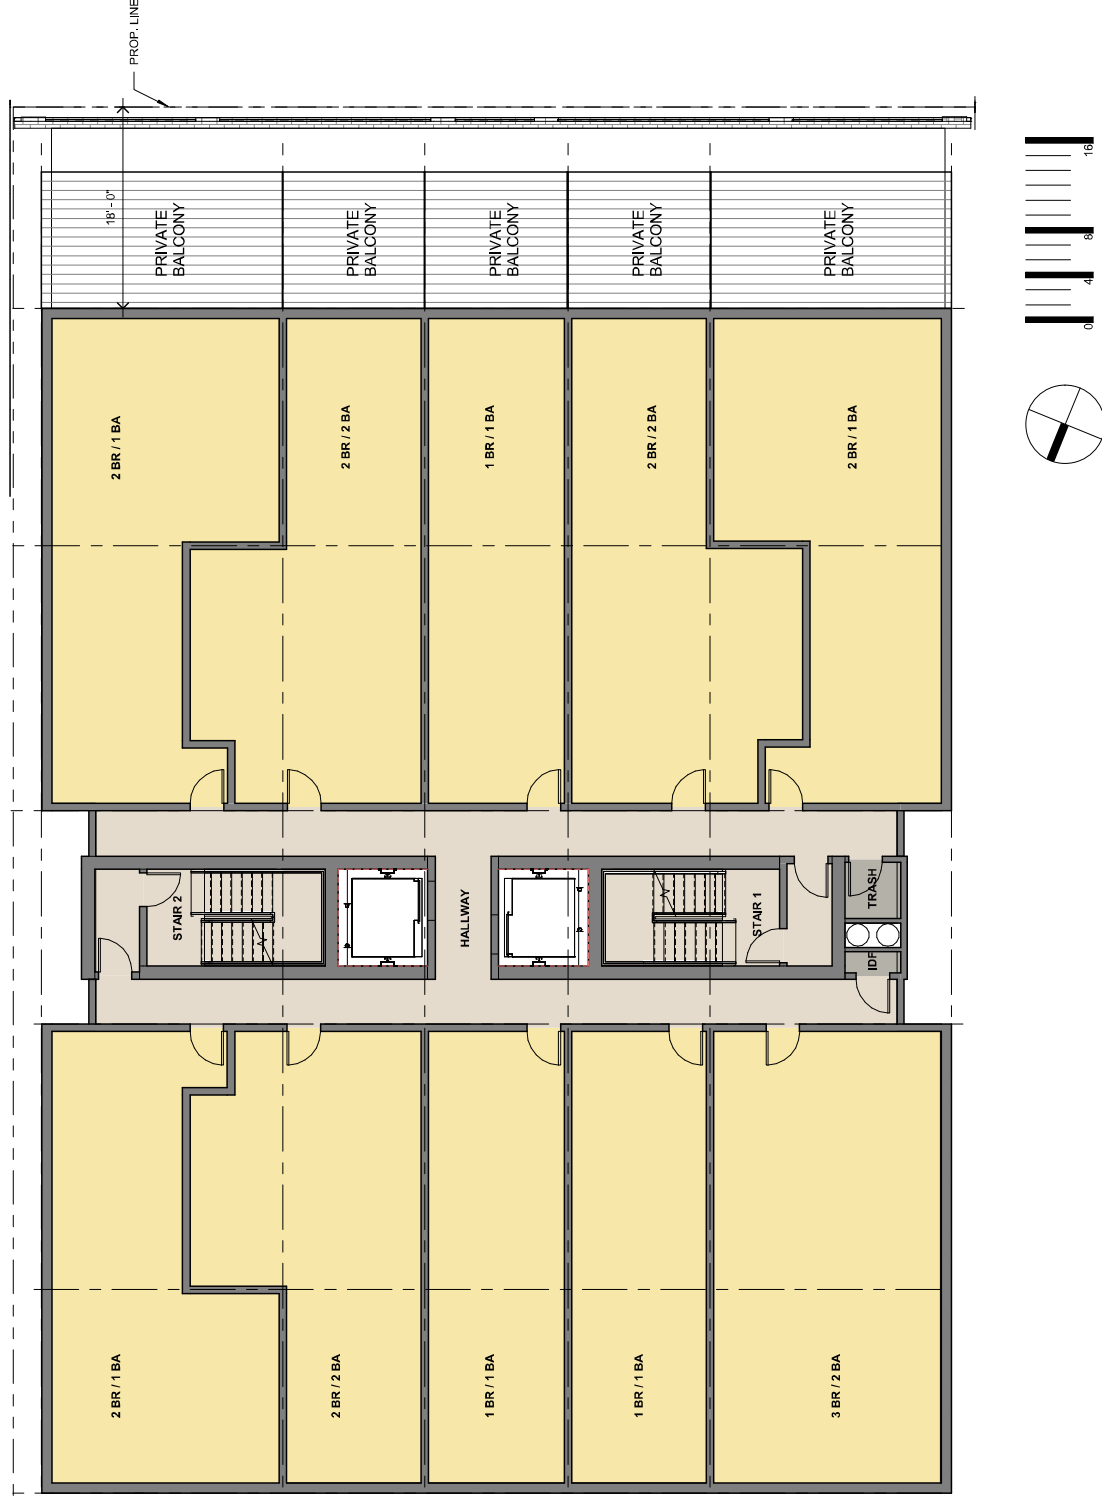 PROP. LINE
18' - 0"
PRIVATE
BALCONY
PRIVATE
BALCONY
PRIVATE
BALCONY
PRIVATE
BALCONY
PRIVATE
BALCONY
16
8
4
0
2 BR / 1 BA
2 BR / 2 BA
1 BR / 1 BA
2 BR / 2 BA
2 BR / 1 BA
STAIR 2
HALLWAY
STAIR 1
TRASH
IDF
2 BR / 1 BA
2 BR / 2 BA
1 BR / 1 BA
1 BR / 1 BA
3 BR / 2 BA